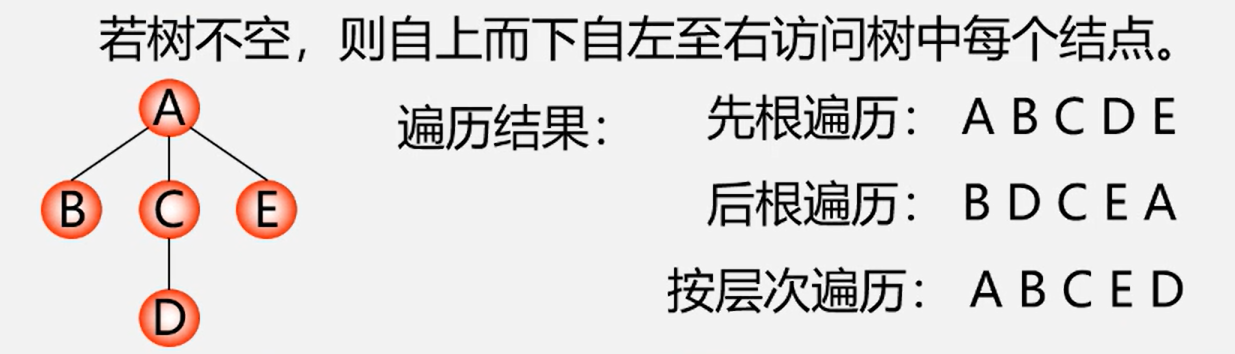 若树不空，则自上而下自左至右访问树中每个结点。
A
B C E
D
遍历结果：
先根遍历： A B C D E
后根遍历： B D C E A
按层次遍历： A B C E D